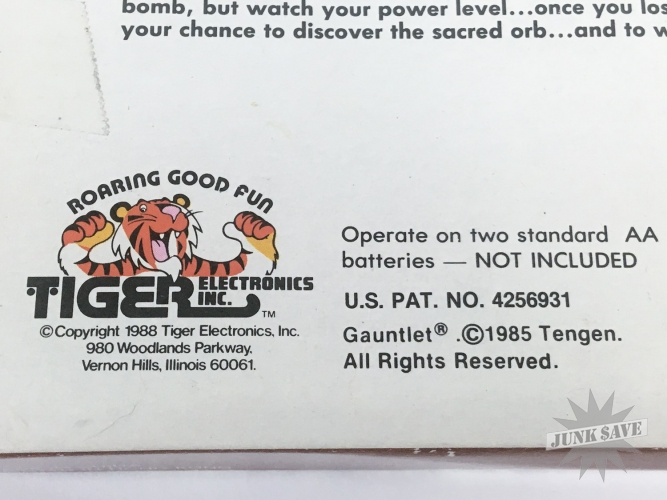 bomb, but watch your power level...once you
your chance to discover the sacred orb...and to
ROARING GOOD FUN
TIGER ELECTRONICS INC.™
©Copyright 1988 Tiger Electronics, Inc.
980 Woodlands Parkway.
Vernon Hills, Illinois 60061.
Operate on two standard AA
batteries — NOT INCLUDED
U.S. PAT. NO. 4256931
Gauntlet® .©1985 Tengen.
All Rights Reserved.
JUNK SAVE